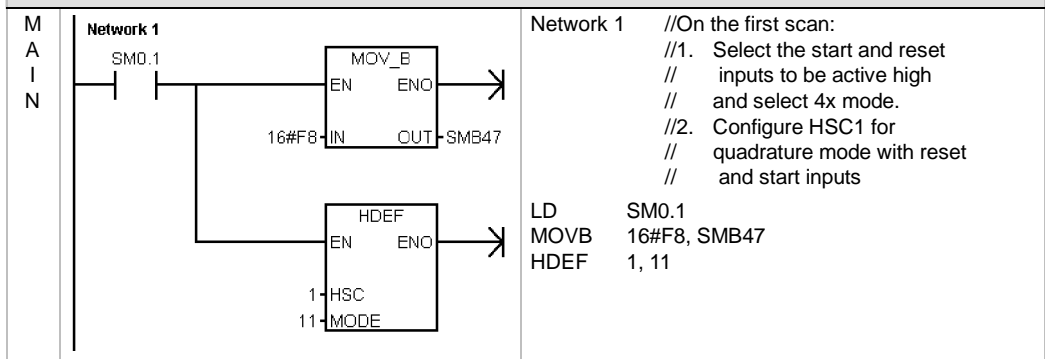 M
A
I
N
Network 1
SM0.1
MOV_B
EN ENO
16#F8 IN OUT SMB47
HDEF
EN ENO
1 HSC
11 MODE
Network 1 //On the first scan:
//1. Select the start and reset
// inputs to be active high
// and select 4x mode.
//2. Configure HSC1 for
// quadrature mode with reset
// and start inputs
LD SM0.1
MOVB 16#F8, SMB47
HDEF 1, 11